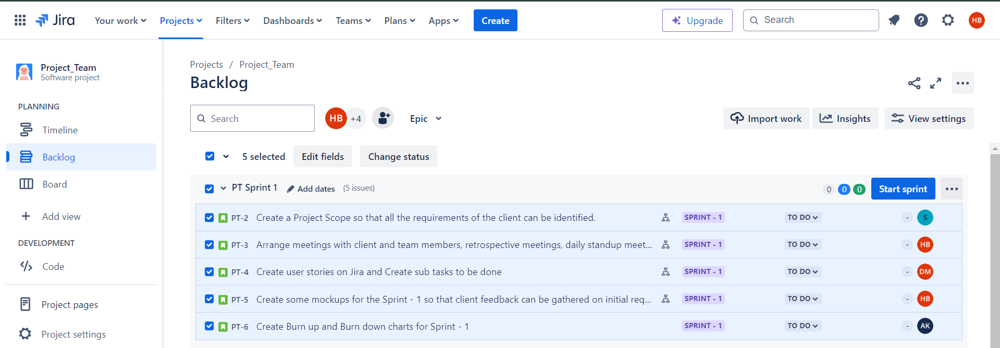 Jira Your work Projects Filters Dashboards Teams Plans Apps Create Upgrade Search ? HB
Project_Team
Software project
PLANNING
Timeline
Backlog
Board
+ Add view
DEVELOPMENT
</> Code
Project pages
Project settings
Projects / Project_Team
Backlog
Search HB +4 Epic Import work Insights View settings
5 selected Edit fields Change status
PT Sprint 1 Add dates (5 issues) 0 0 0 Start sprint
PT-2 Create a Project Scope so that all the requirements of the client can be identified. SPRINT - 1 TO DO - S
PT-3 Arrange meetings with client and team members, retrospective meetings, daily standup meet... SPRINT - 1 TO DO - HB
PT-4 Create user stories on Jira and Create sub tasks to be done SPRINT - 1 TO DO - DM
PT-5 Create some mockups for the Sprint - 1 so that client feedback can be gathered on initial req... SPRINT - 1 TO DO - HB
PT-6 Create Burn up and Burn down charts for Sprint - 1 SPRINT - 1 TO DO - AK